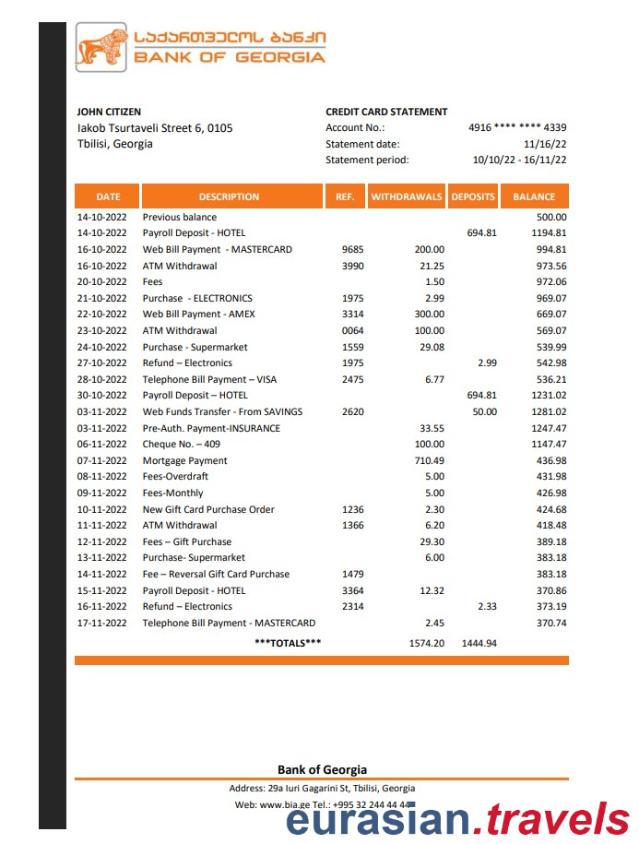 საქართველოს ბანკი
BANK OF GEORGIA
JOHN CITIZEN
Iakob Tsurtaveli Street 6, 0105
Tbilisi, Georgia
CREDIT CARD STATEMENT
Account No.: 4916 **** **** 4339
Statement date: 11/16/22
Statement period: 10/10/22 - 16/11/22
DATE DESCRIPTION REF. WITHDRAWALS DEPOSITS BALANCE
14-10-2022 Previous balance 500.00
14-10-2022 Payroll Deposit - HOTEL 694.81 1194.81
16-10-2022 Web Bill Payment - MASTERCARD 9685 200.00 994.81
16-10-2022 ATM Withdrawal 3990 21.25 973.56
20-10-2022 Fees 1.50 972.06
21-10-2022 Purchase - ELECTRONICS 1975 2.99 969.07
22-10-2022 Web Bill Payment - AMEX 3314 300.00 669.07
23-10-2022 ATM Withdrawal 0064 100.00 569.07
24-10-2022 Purchase - Supermarket 1559 29.08 539.99
27-10-2022 Refund – Electronics 1975 2.99 542.98
28-10-2022 Telephone Bill Payment – VISA 2475 6.77 536.21
30-10-2022 Payroll Deposit – HOTEL 694.81 1231.02
03-11-2022 Web Funds Transfer - From SAVINGS 2620 50.00 1281.02
03-11-2022 Pre-Auth. Payment-INSURANCE 33.55 1247.47
06-11-2022 Cheque No. – 409 100.00 1147.47
07-11-2022 Mortgage Payment 710.49 436.98
08-11-2022 Fees-Overdraft 5.00 431.98
09-11-2022 Fees-Monthly 5.00 426.98
10-11-2022 New Gift Card Purchase Order 1236 2.30 424.68
11-11-2022 ATM Withdrawal 1366 6.20 418.48
12-11-2022 Fees – Gift Purchase 29.30 389.18
13-11-2022 Purchase- Supermarket 6.00 383.18
14-11-2022 Fee – Reversal Gift Card Purchase 1479 383.18
15-11-2022 Payroll Deposit - HOTEL 3364 12.32 370.86
16-11-2022 Refund – Electronics 2314 2.33 373.19
17-11-2022 Telephone Bill Payment - MASTERCARD 2.45 370.74
***TOTALS*** 1574.20 1444.94
Bank of Georgia
Address: 29a Iuri Gagarini St, Tbilisi, Georgia
Web: www.bia.ge Tel.: +995 32 244 44 44
eurasian.travels